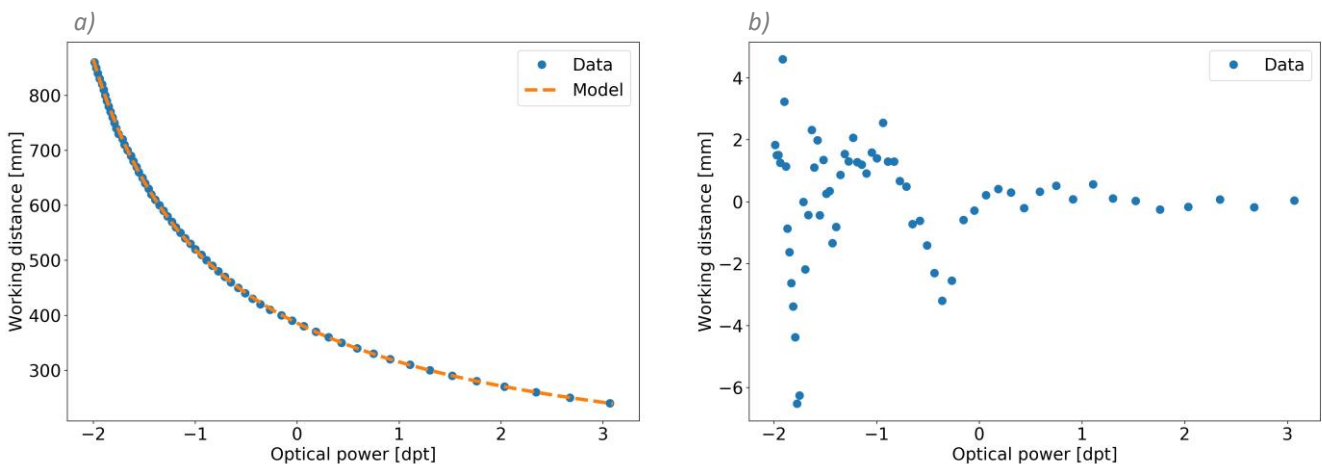 a)
Data
Model
800
700
600
500
400
300
Working distance [mm]
−2
−1
0
1
2
3
Optical power [dpt]
b)
Data
4
2
0
−2
−4
−6
Working distance [mm]
−2
−1
0
1
2
3
Optical power [dpt]